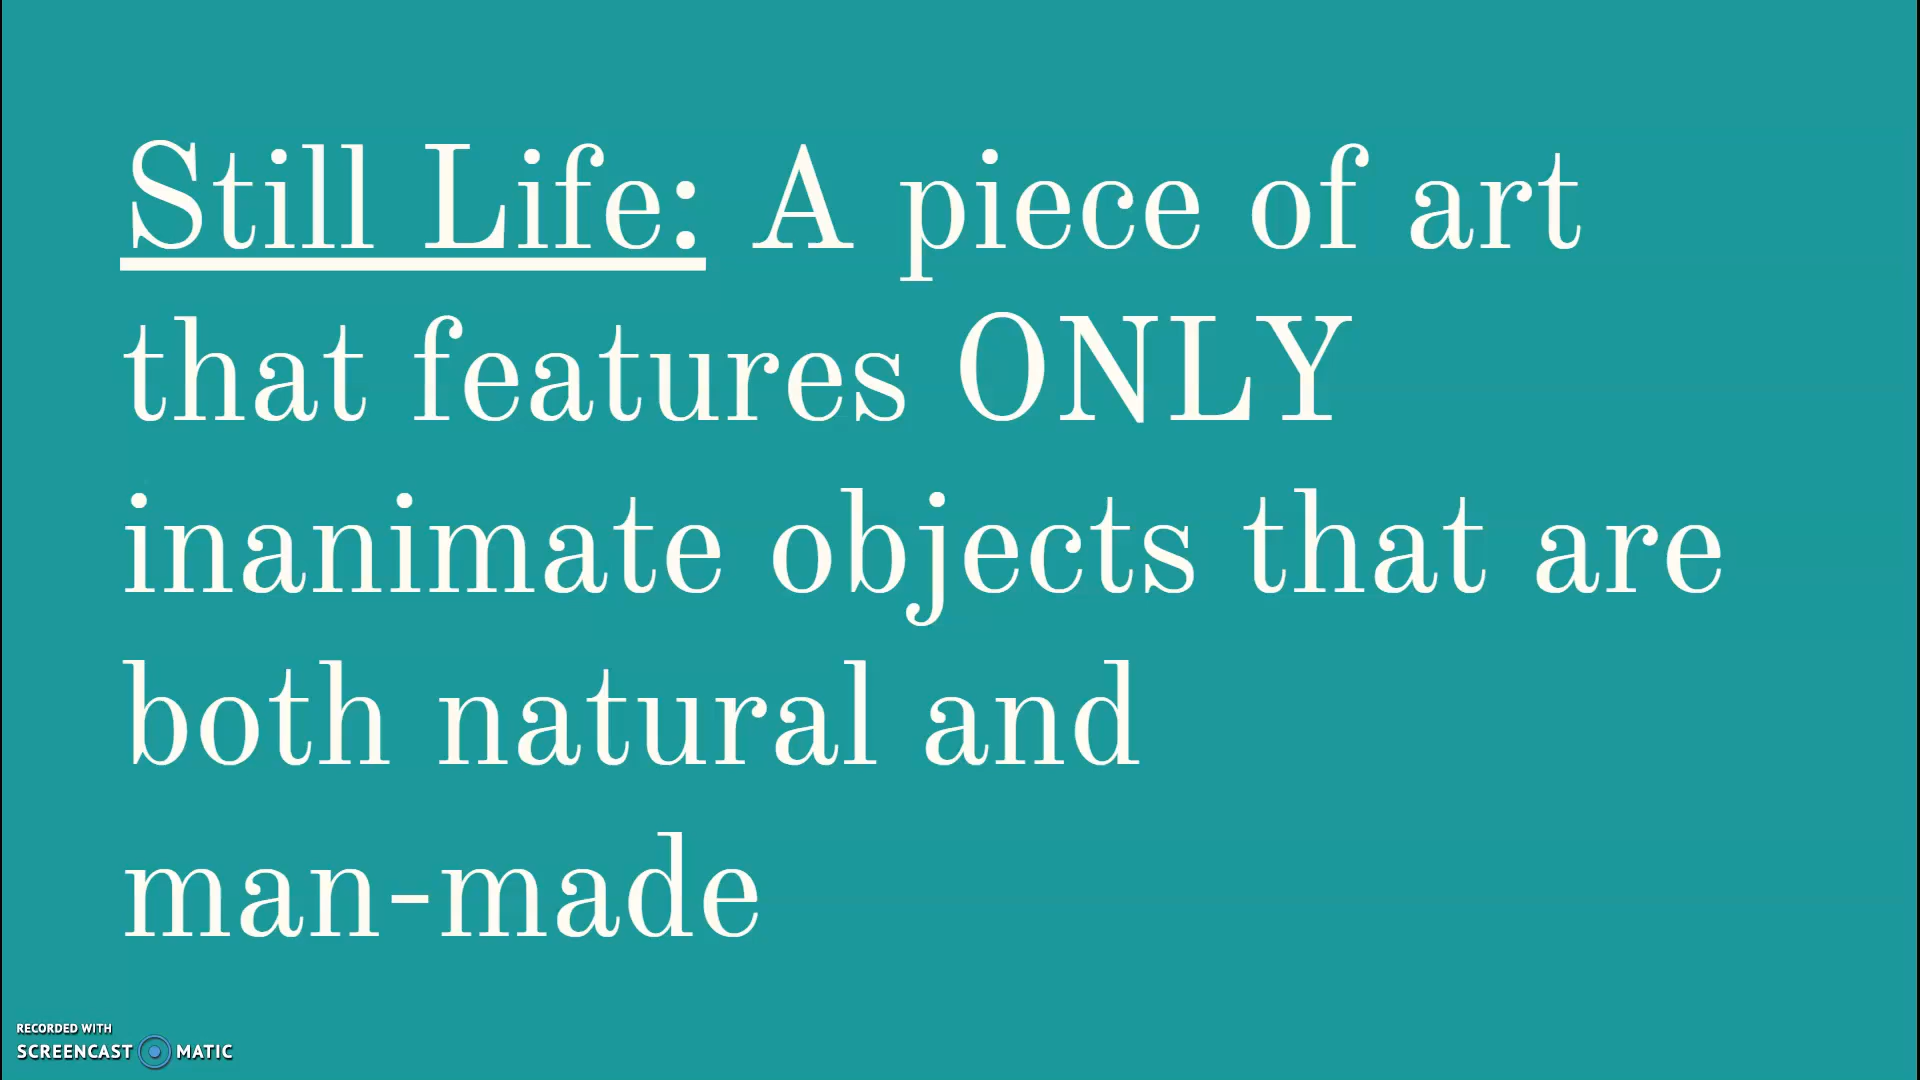 Still Life: A piece of art
that features ONLY
inanimate objects that are
both natural and
man-made
RECORDED WITH
SCREENCAST MATIC